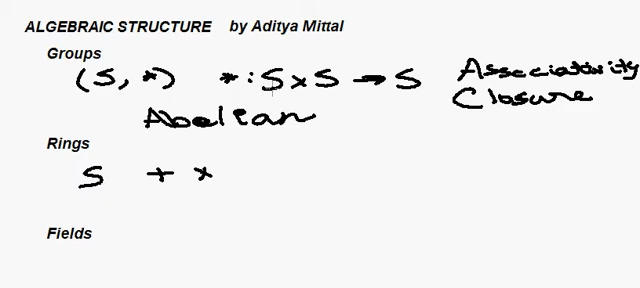 ALGEBRAIC STRUCTURE by Aditya Mittal
Groups
(S, *) *: S x S → S Associativity
Closure
Abelian
Rings
S + x
Fields